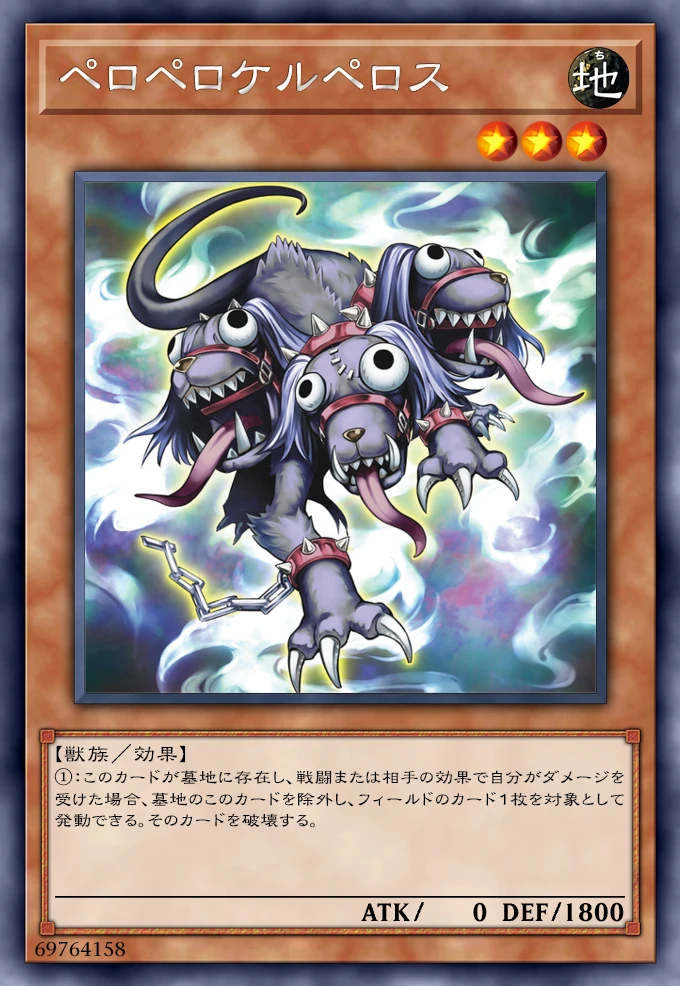 ペロペロケルペロス
ち
地
【獣族／効果】
①：このカードが墓地に存在し、戦闘または相手の効果で自分がダメージを
受けた場合、墓地のこのカードを除外し、フィールドのカード１枚を対象として
発動できる。そのカードを破壊する。
ATK/ 0 DEF/1800
69764158